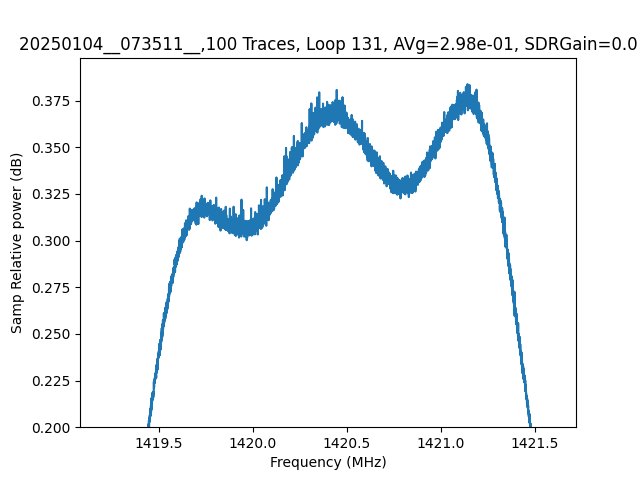 20250104__073511__,100 Traces, Loop 131, AVg=2.98e-01, SDRGain=0.0
0.375
0.350
0.325
0.300
0.275
0.250
0.225
0.200
Samp Relative power (dB)
1419.5 1420.0 1420.5 1421.0 1421.5
Frequency (MHz)